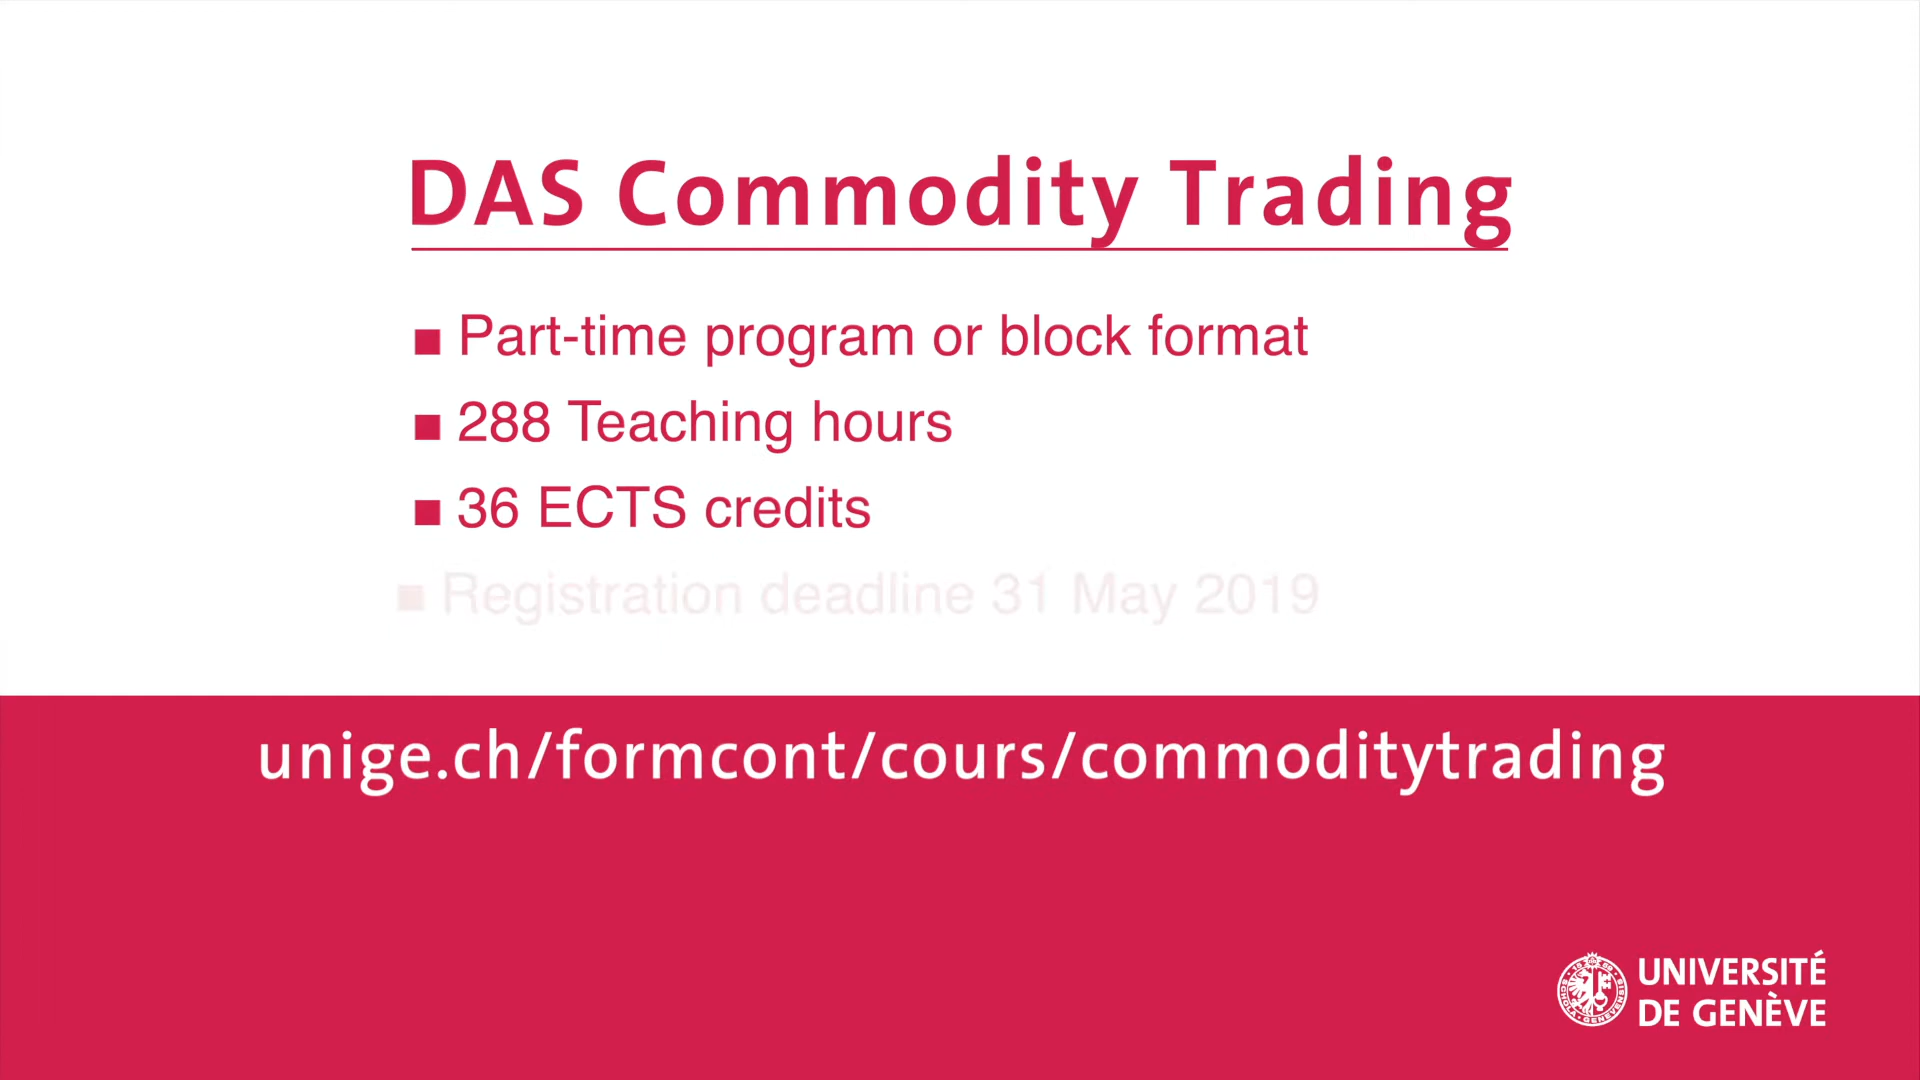 DAS Commodity Trading
Part-time program or block format
288 Teaching hours
36 ECTS credits
Registration deadline 31 May 2019
unige.ch/formcont/cours/commoditytrading
UNIVERSITÉ
DE GENÈVE